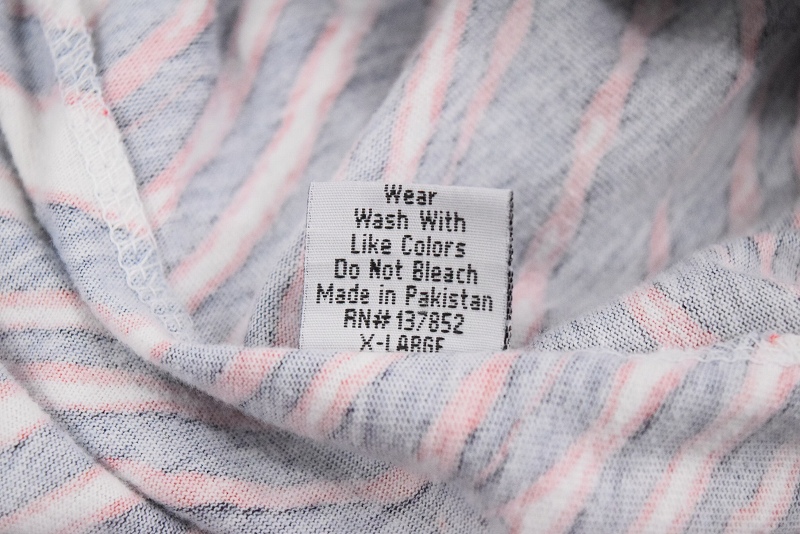 Wear
Wash With
Like Colors
Do Not Bleach
Made in Pakistan
RN# 137852
X-LARGE